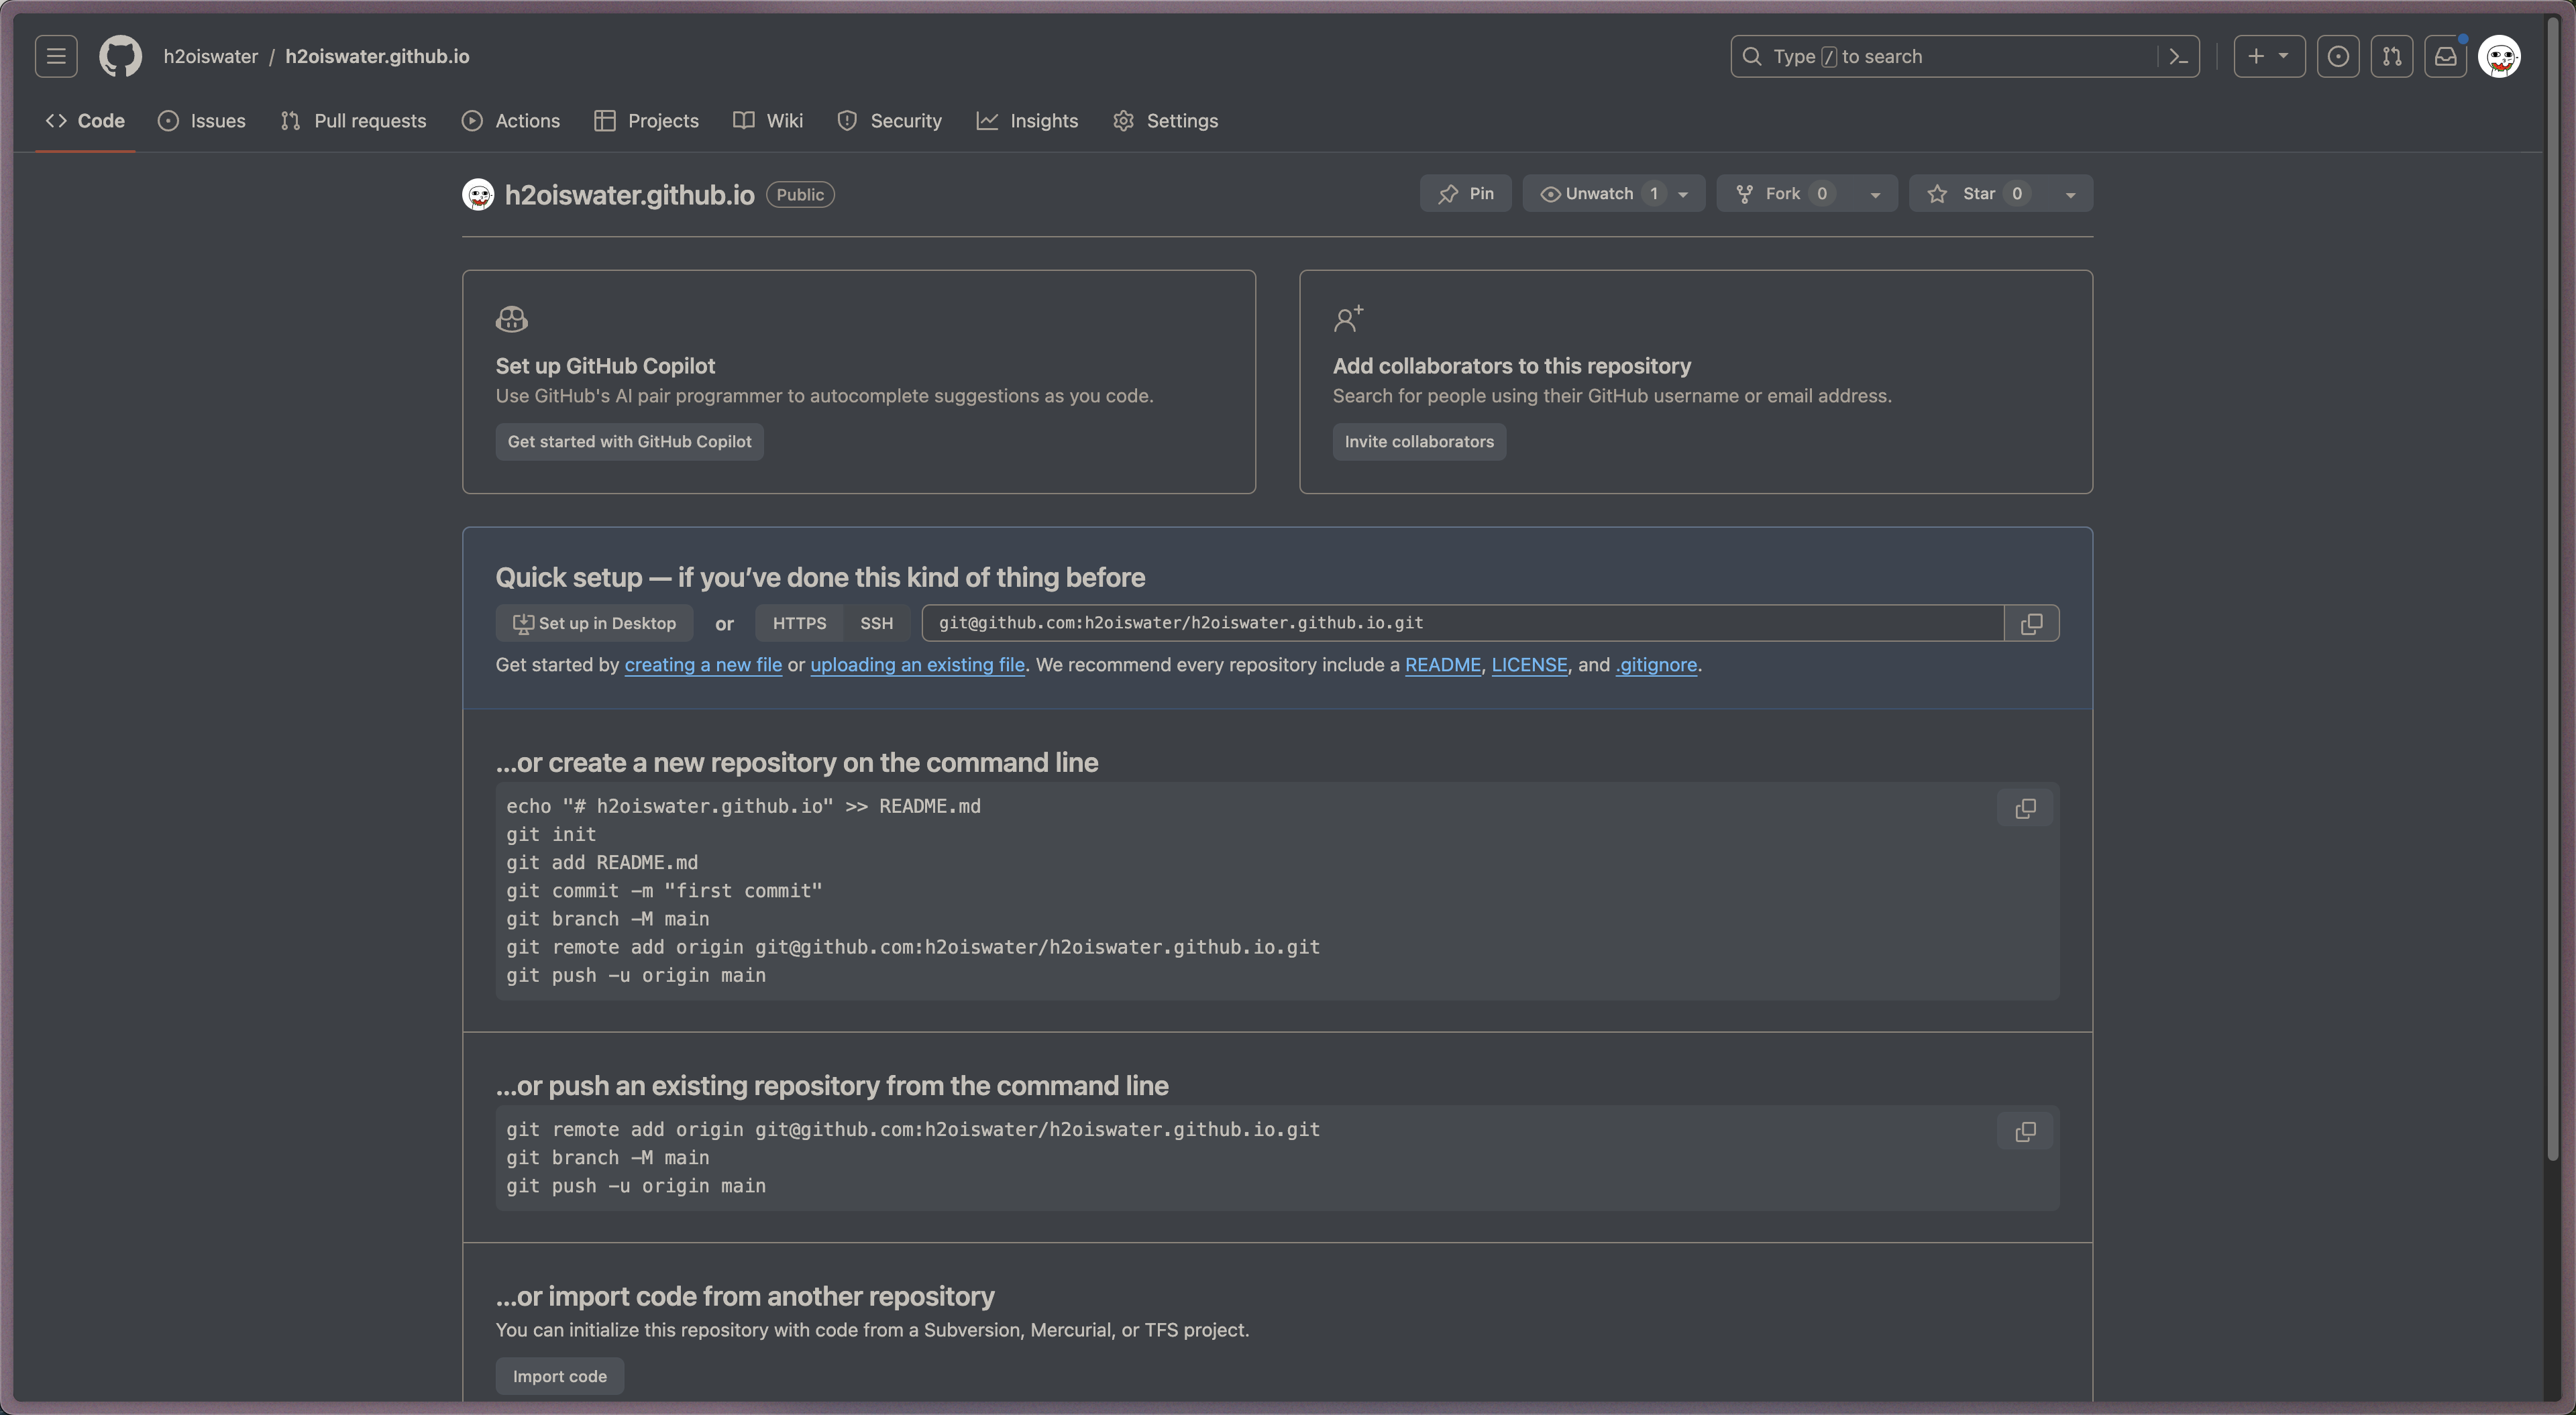 h2oiswater / h2oiswater.github.io
Type / to search
Code
Issues
Pull requests
Actions
Projects
Wiki
Security
Insights
Settings
h2oiswater.github.io Public
Pin
Unwatch 1
Fork 0
Star 0
Set up GitHub Copilot
Use GitHub's AI pair programmer to autocomplete suggestions as you code.
Get started with GitHub Copilot
Add collaborators to this repository
Search for people using their GitHub username or email address.
Invite collaborators
Quick setup — if you’ve done this kind of thing before
Set up in Desktop or HTTPS SSH git@github.com:h2oiswater/h2oiswater.github.io.git
Get started by creating a new file or uploading an existing file. We recommend every repository include a README, LICENSE, and .gitignore.
…or create a new repository on the command line
echo "# h2oiswater.github.io" >> README.md
git init
git add README.md
git commit -m "first commit"
git branch -M main
git remote add origin git@github.com:h2oiswater/h2oiswater.github.io.git
git push -u origin main
…or push an existing repository from the command line
git remote add origin git@github.com:h2oiswater/h2oiswater.github.io.git
git branch -M main
git push -u origin main
…or import code from another repository
You can initialize this repository with code from a Subversion, Mercurial, or TFS project.
Import code